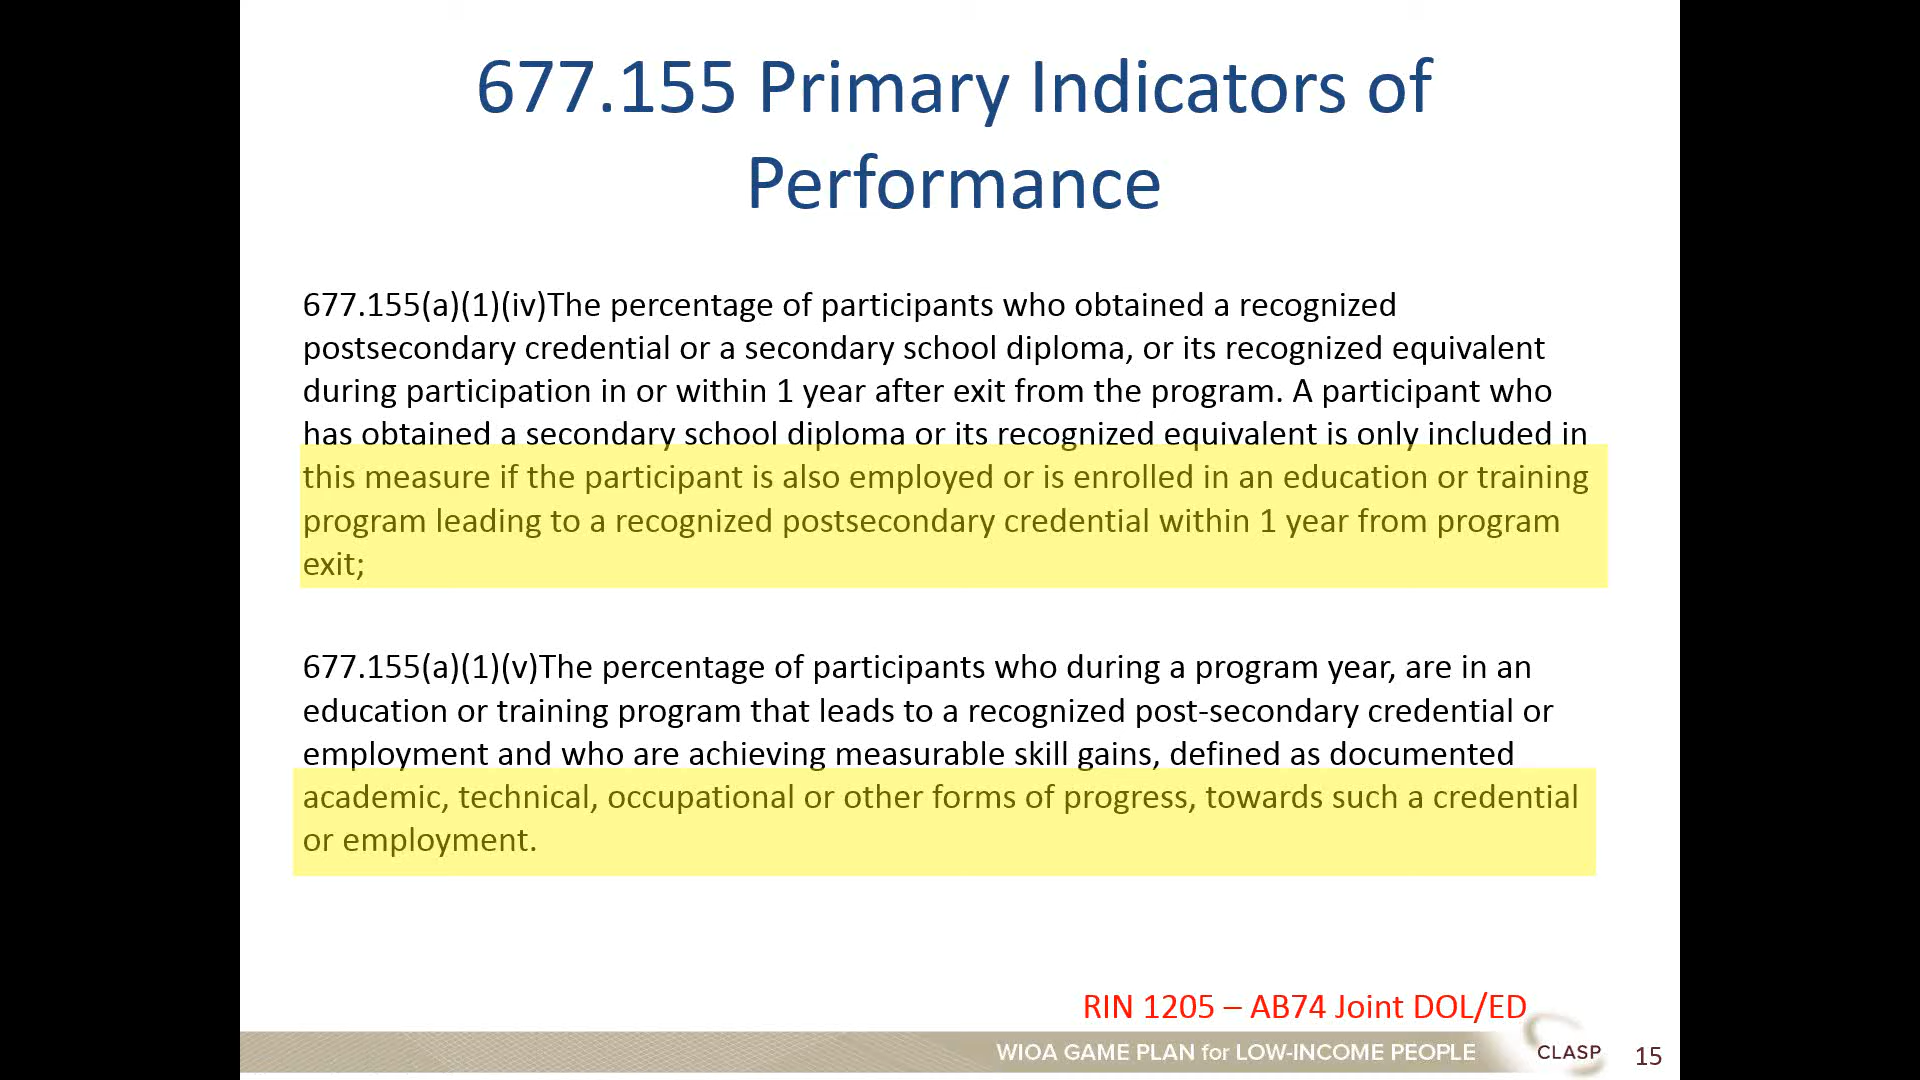 677.155 Primary Indicators of
Performance
677.155(a)(1)(iv)The percentage of participants who obtained a recognized
postsecondary credential or a secondary school diploma, or its recognized equivalent
during participation in or within 1 year after exit from the program. A participant who
has obtained a secondary school diploma or its recognized equivalent is only included in
this measure if the participant is also employed or is enrolled in an education or training
program leading to a recognized postsecondary credential within 1 year from program
exit;
677.155(a)(1)(v)The percentage of participants who during a program year, are in an
education or training program that leads to a recognized post-secondary credential or
employment and who are achieving measurable skill gains, defined as documented
academic, technical, occupational or other forms of progress, towards such a credential
or employment.
RIN 1205 – AB74 Joint DOL/ED
WIOA GAME PLAN for LOW-INCOME PEOPLE
CLASP
15